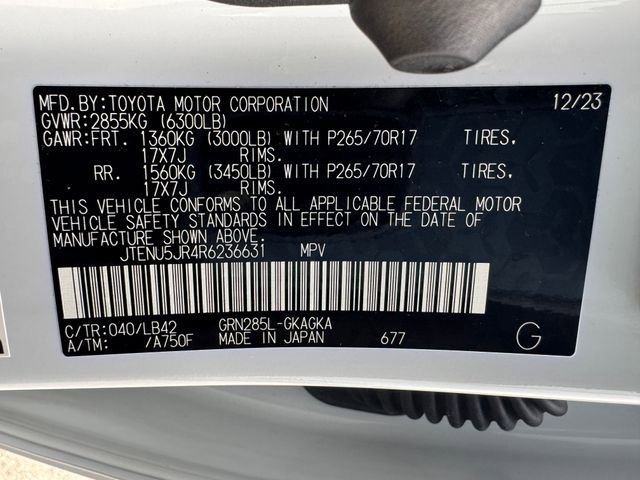 MFD.BY:TOYOTA MOTOR CORPORATION 12/23
GVWR:2855KG (6300LB)
GAWR:FRT. 1360KG (3000LB) WITH P265/70R17 TIRES,
17X7J RIMS.
RR. 1560KG (3450LB) WITH P265/70R17 TIRES,
17X7J RIMS.
THIS VEHICLE CONFORMS TO ALL APPLICABLE FEDERAL MOTOR
VEHICLE SAFETY STANDARDS IN EFFECT ON THE DATE OF
MANUFACTURE SHOWN ABOVE.
JTENU5JR4R6236631 MPV
C/TR:040/LB42 GRN285L-GKAGKA
A/TM: /A750F MADE IN JAPAN 677 G